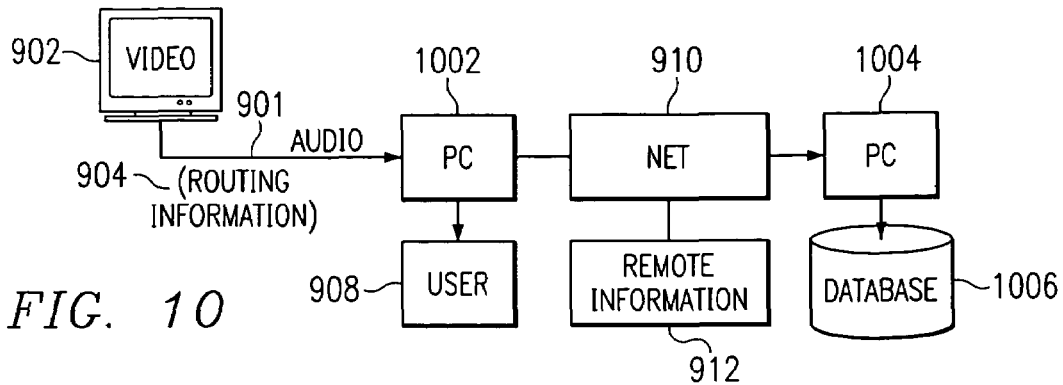 902
VIDEO
901
AUDIO
904
(ROUTING
INFORMATION)
1002
PC
910
NET
1004
PC
908
USER
REMOTE
INFORMATION
912
DATABASE
1006
FIG. 10